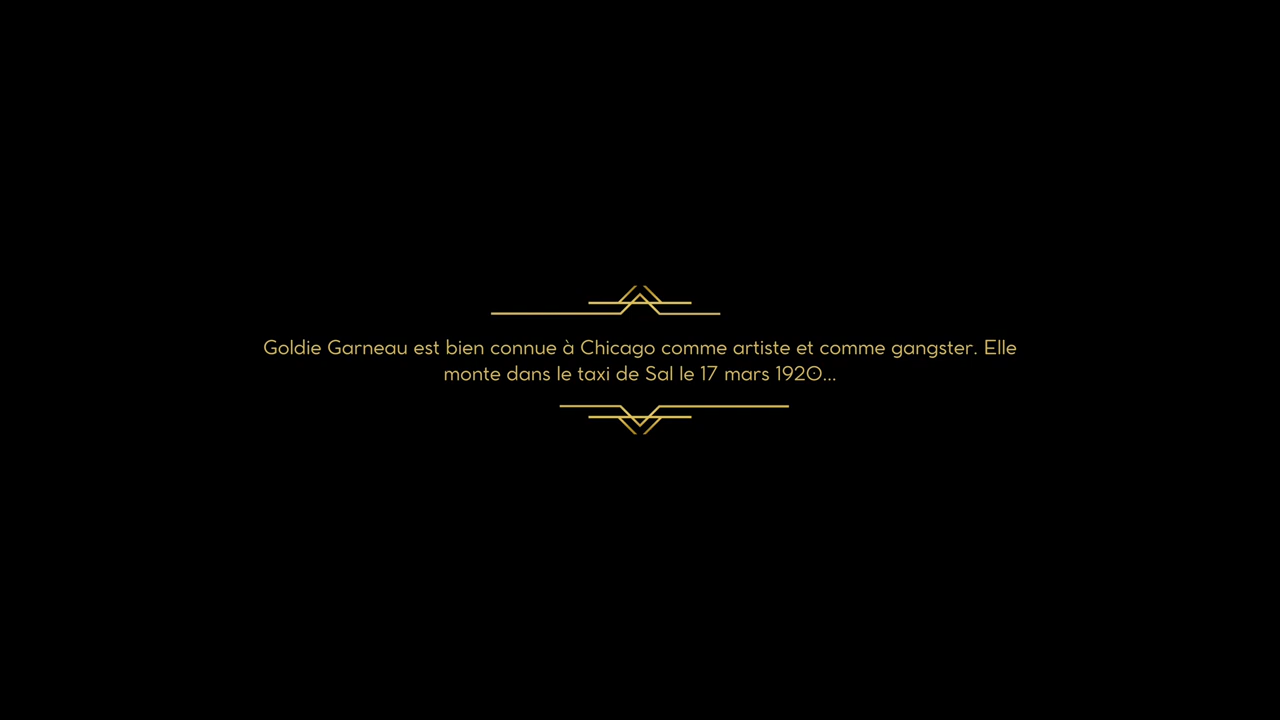 Goldie Garneau est bien connue à Chicago comme artiste et comme gangster. Elle
monte dans le taxi de Sal le 17 mars 1920...